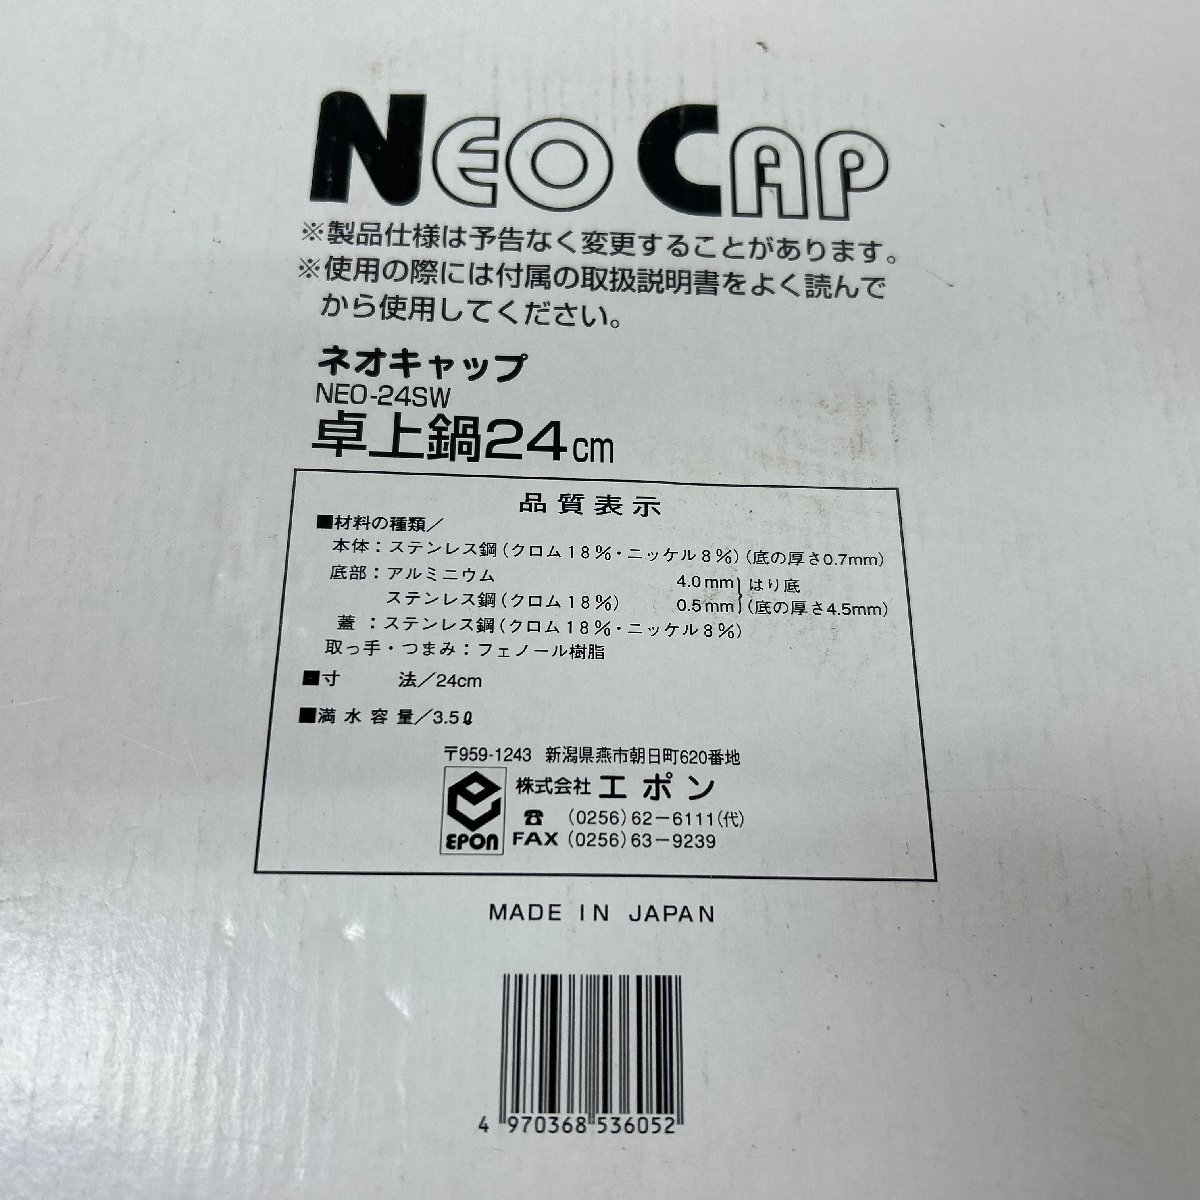 NEO CAP
※製品仕様は予告なく変更することがあります。
※使用の際には付属の取扱説明書をよく読んで
から使用してください。
ネオキャップ
NEO-24SW
卓上鍋24cm
品質表示
■材料の種類／
本体：ステンレス鋼（クロム18％・ニッケル8％）（底の厚さ0.7mm）
底部：アルミニウム 4.0mm｝はり底
ステンレス鋼（クロム18％） 0.5mm｝（底の厚さ4.5mm）
蓋：ステンレス鋼（クロム18％・ニッケル8％）
取っ手・つまみ：フェノール樹脂
■寸 法／24cm
■満水容量／3.5ℓ
〒959-1243 新潟県燕市朝日町620番地
株式会社エポン
☎ （0256）62－6111（代）
EPON FAX （0256）63－9239
MADE IN JAPAN
4 970368 536052